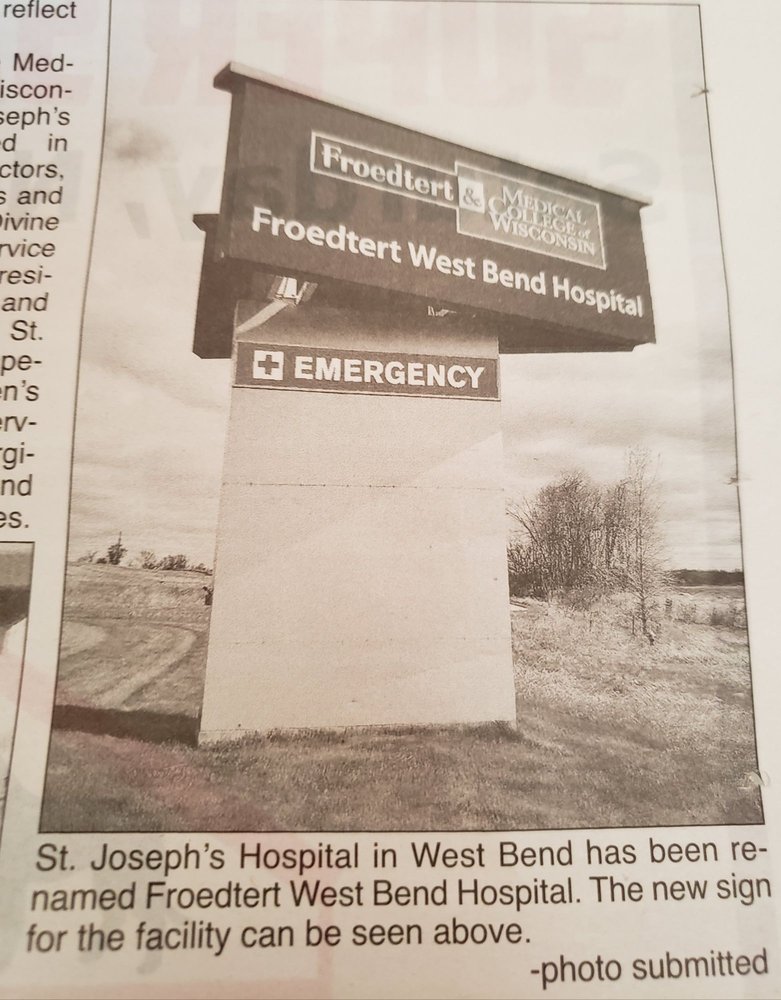 reflect
Med-
iscon-
seph's
d in
ctors,
s and
Divine
rvice
resi-
and
St.
pe-
n's
erv-
rgi-
nd
es.
Froedtert & MEDICAL
COLLEGE of
WISCONSIN
Froedtert West Bend Hospital
EMERGENCY
St. Joseph's Hospital in West Bend has been re-
named Froedtert West Bend Hospital. The new sign
for the facility can be seen above.
-photo submitted